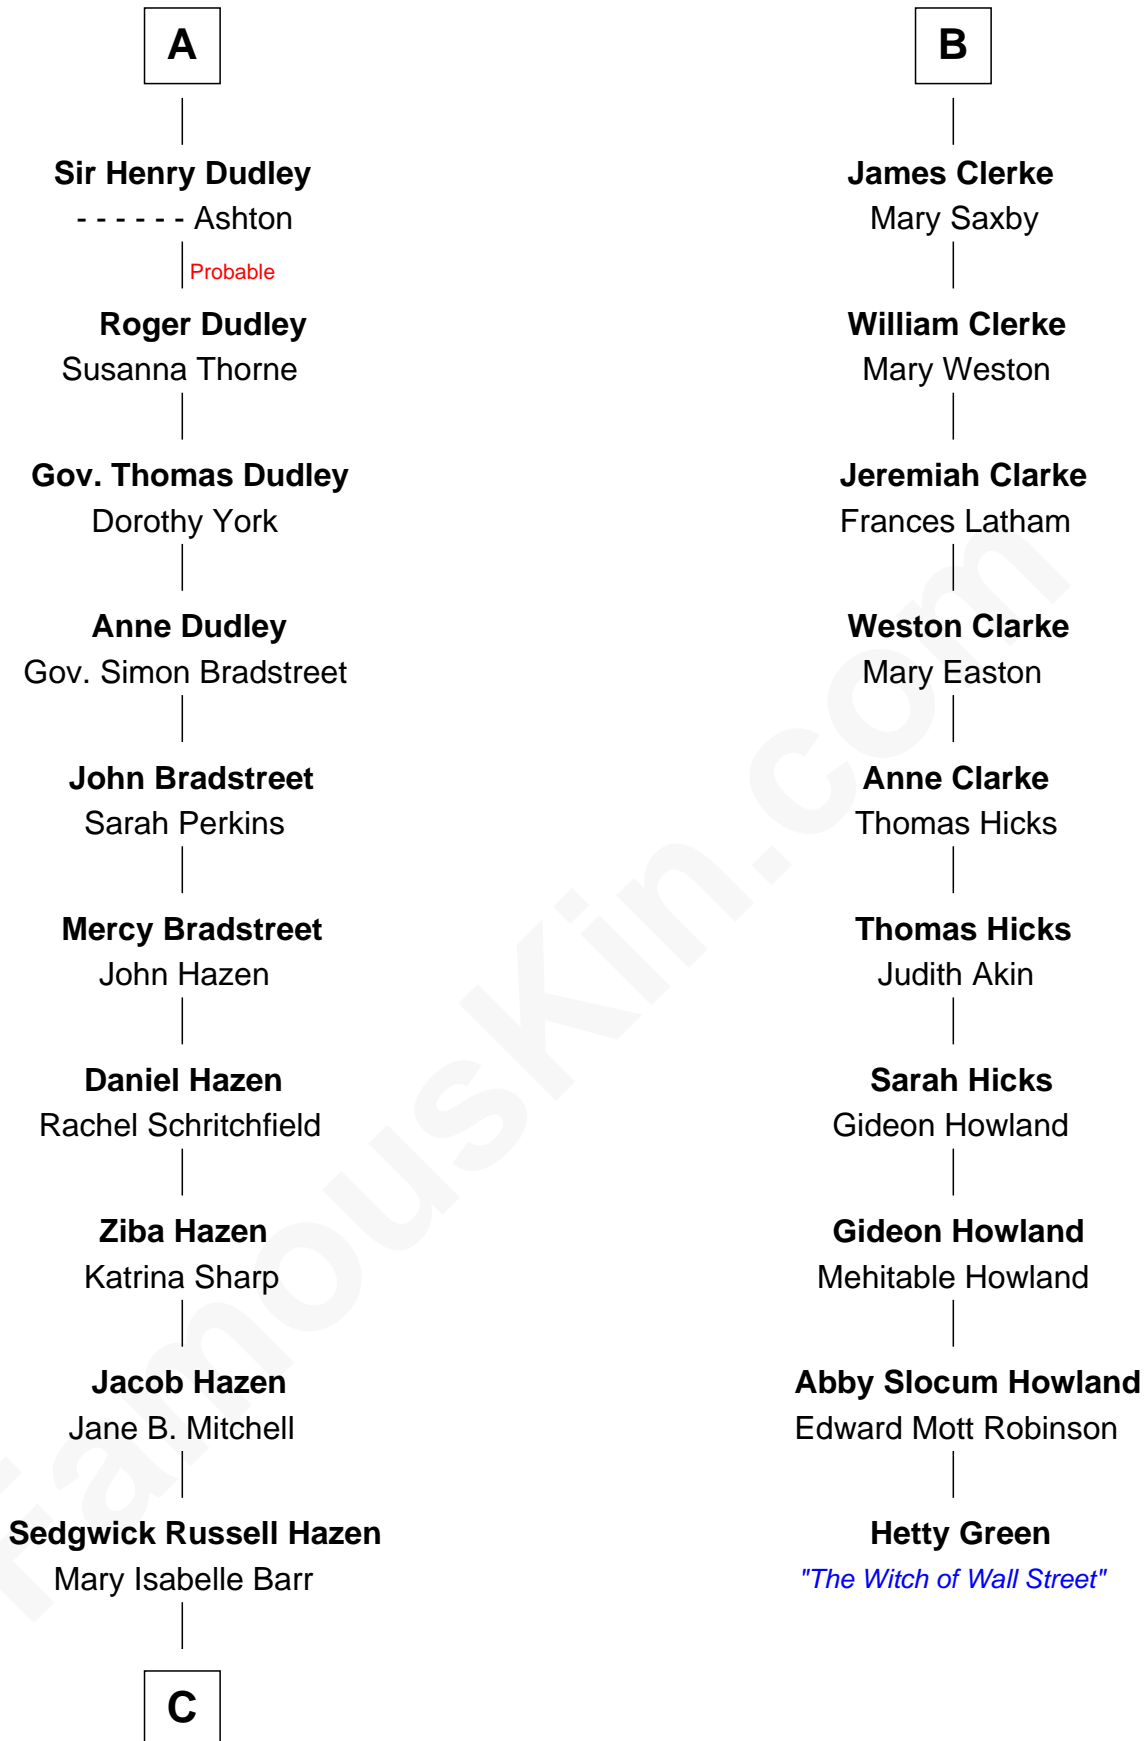 A
Sir Henry Dudley
- - - - - - Ashton
Probable
Roger Dudley
Susanna Thorne
Gov. Thomas Dudley
Dorothy York
Anne Dudley
Gov. Simon Bradstreet
John Bradstreet
Sarah Perkins
Mercy Bradstreet
John Hazen
Daniel Hazen
Rachel Schritchfield
Ziba Hazen
Katrina Sharp
Jacob Hazen
Jane B. Mitchell
Sedgwick Russell Hazen
Mary Isabelle Barr
C
B
James Clerke
Mary Saxby
William Clerke
Mary Weston
Jeremiah Clarke
Frances Latham
Weston Clarke
Mary Easton
Anne Clarke
Thomas Hicks
Thomas Hicks
Judith Akin
Sarah Hicks
Gideon Howland
Gideon Howland
Mehitable Howland
Abby Slocum Howland
Edward Mott Robinson
Hetty Green
"The Witch of Wall Street"
FamousKin.com